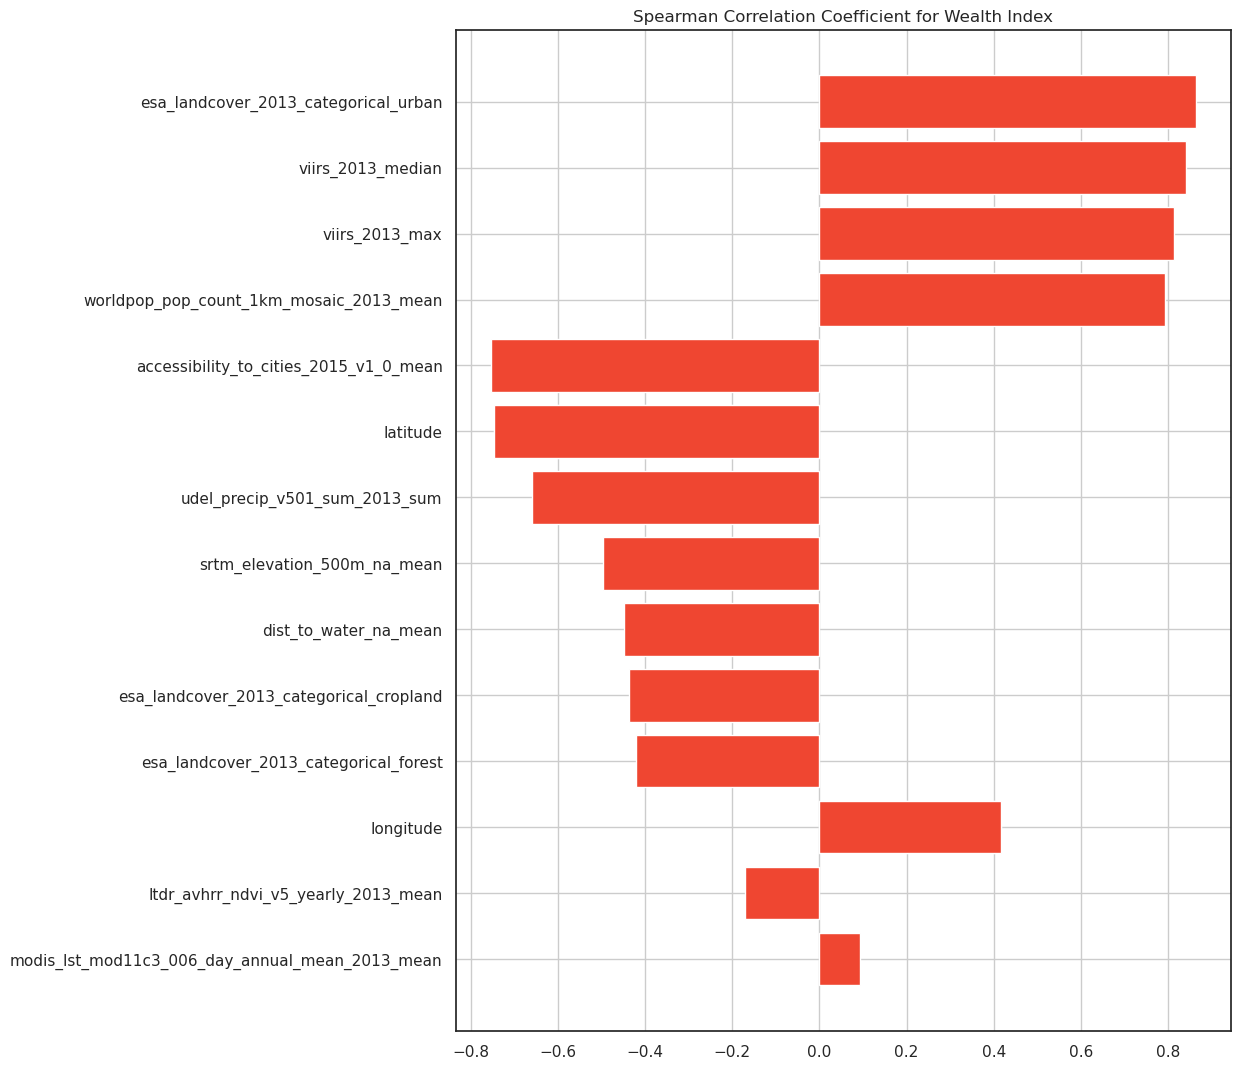 Spearman Correlation Coefficient for Wealth Index
esa_landcover_2013_categorical_urban
viirs_2013_median
viirs_2013_max
worldpop_pop_count_1km_mosaic_2013_mean
accessibility_to_cities_2015_v1_0_mean
latitude
udel_precip_v501_sum_2013_sum
srtm_elevation_500m_na_mean
dist_to_water_na_mean
esa_landcover_2013_categorical_cropland
esa_landcover_2013_categorical_forest
longitude
ltdr_avhrr_ndvi_v5_yearly_2013_mean
modis_lst_mod11c3_006_day_annual_mean_2013_mean
−0.8 −0.6 −0.4 −0.2 0.0 0.2 0.4 0.6 0.8